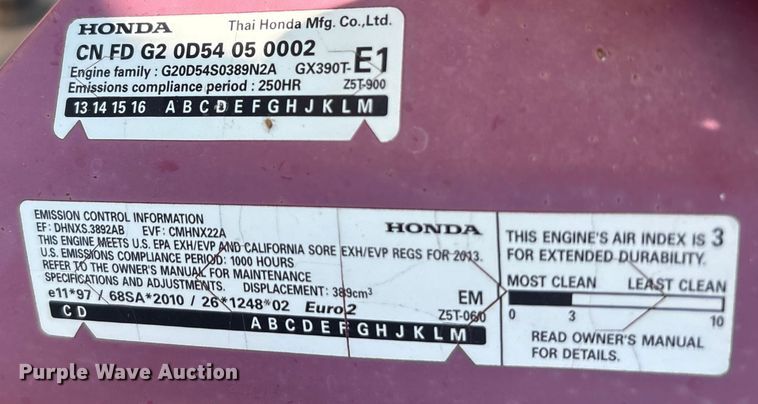 HONDA Thai Honda Mfg. Co.,Ltd.
CN FD G2 0D54 05 0002
Engine family : G20D54S0389N2A GX390T-E1
Emissions compliance period : 250HR Z5T-900
13 14 15 16 A B C D E F G H J K L M
EMISSION CONTROL INFORMATION
EF: DHNXS.3892AB EVF: CMHNX22A HONDA
THIS ENGINE MEETS U.S. EPA EXH/EVP AND CALIFORNIA SORE EXH/EVP REGS FOR 2013.
U.S. EMISSIONS COMPLIANCE PERIOD: 1000 HOURS
REFER TO THE OWNER'S MANUAL FOR MAINTENANCE
SPECIFICATIONS AND ADJUSTMENTS. DISPLACEMENT: 389cm³
e11*97 / 68SA*2010 / 26*1248*02 Euro 2 EM
Z5T-060
C D A B C D E F G H J K L M
THIS ENGINE'S AIR INDEX IS 3
FOR EXTENDED DURABILITY.
MOST CLEAN LEAST CLEAN
0 3 10
READ OWNER'S MANUAL
FOR DETAILS.
Purple Wave Auction